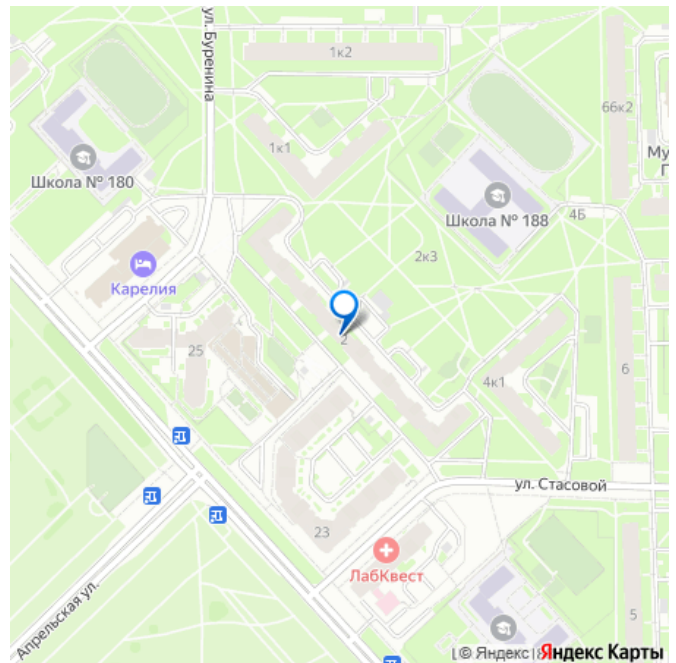 ул. Буренина
1к2
66к2
1к1
Школа № 180
Му
П
Школа № 188
4Б
2к3
Карелия
2
25
6
4к1
ул. Стасовой
23
ЛабКвест
Апрельская ул.
5
© Яндекс
Яндекс Карты